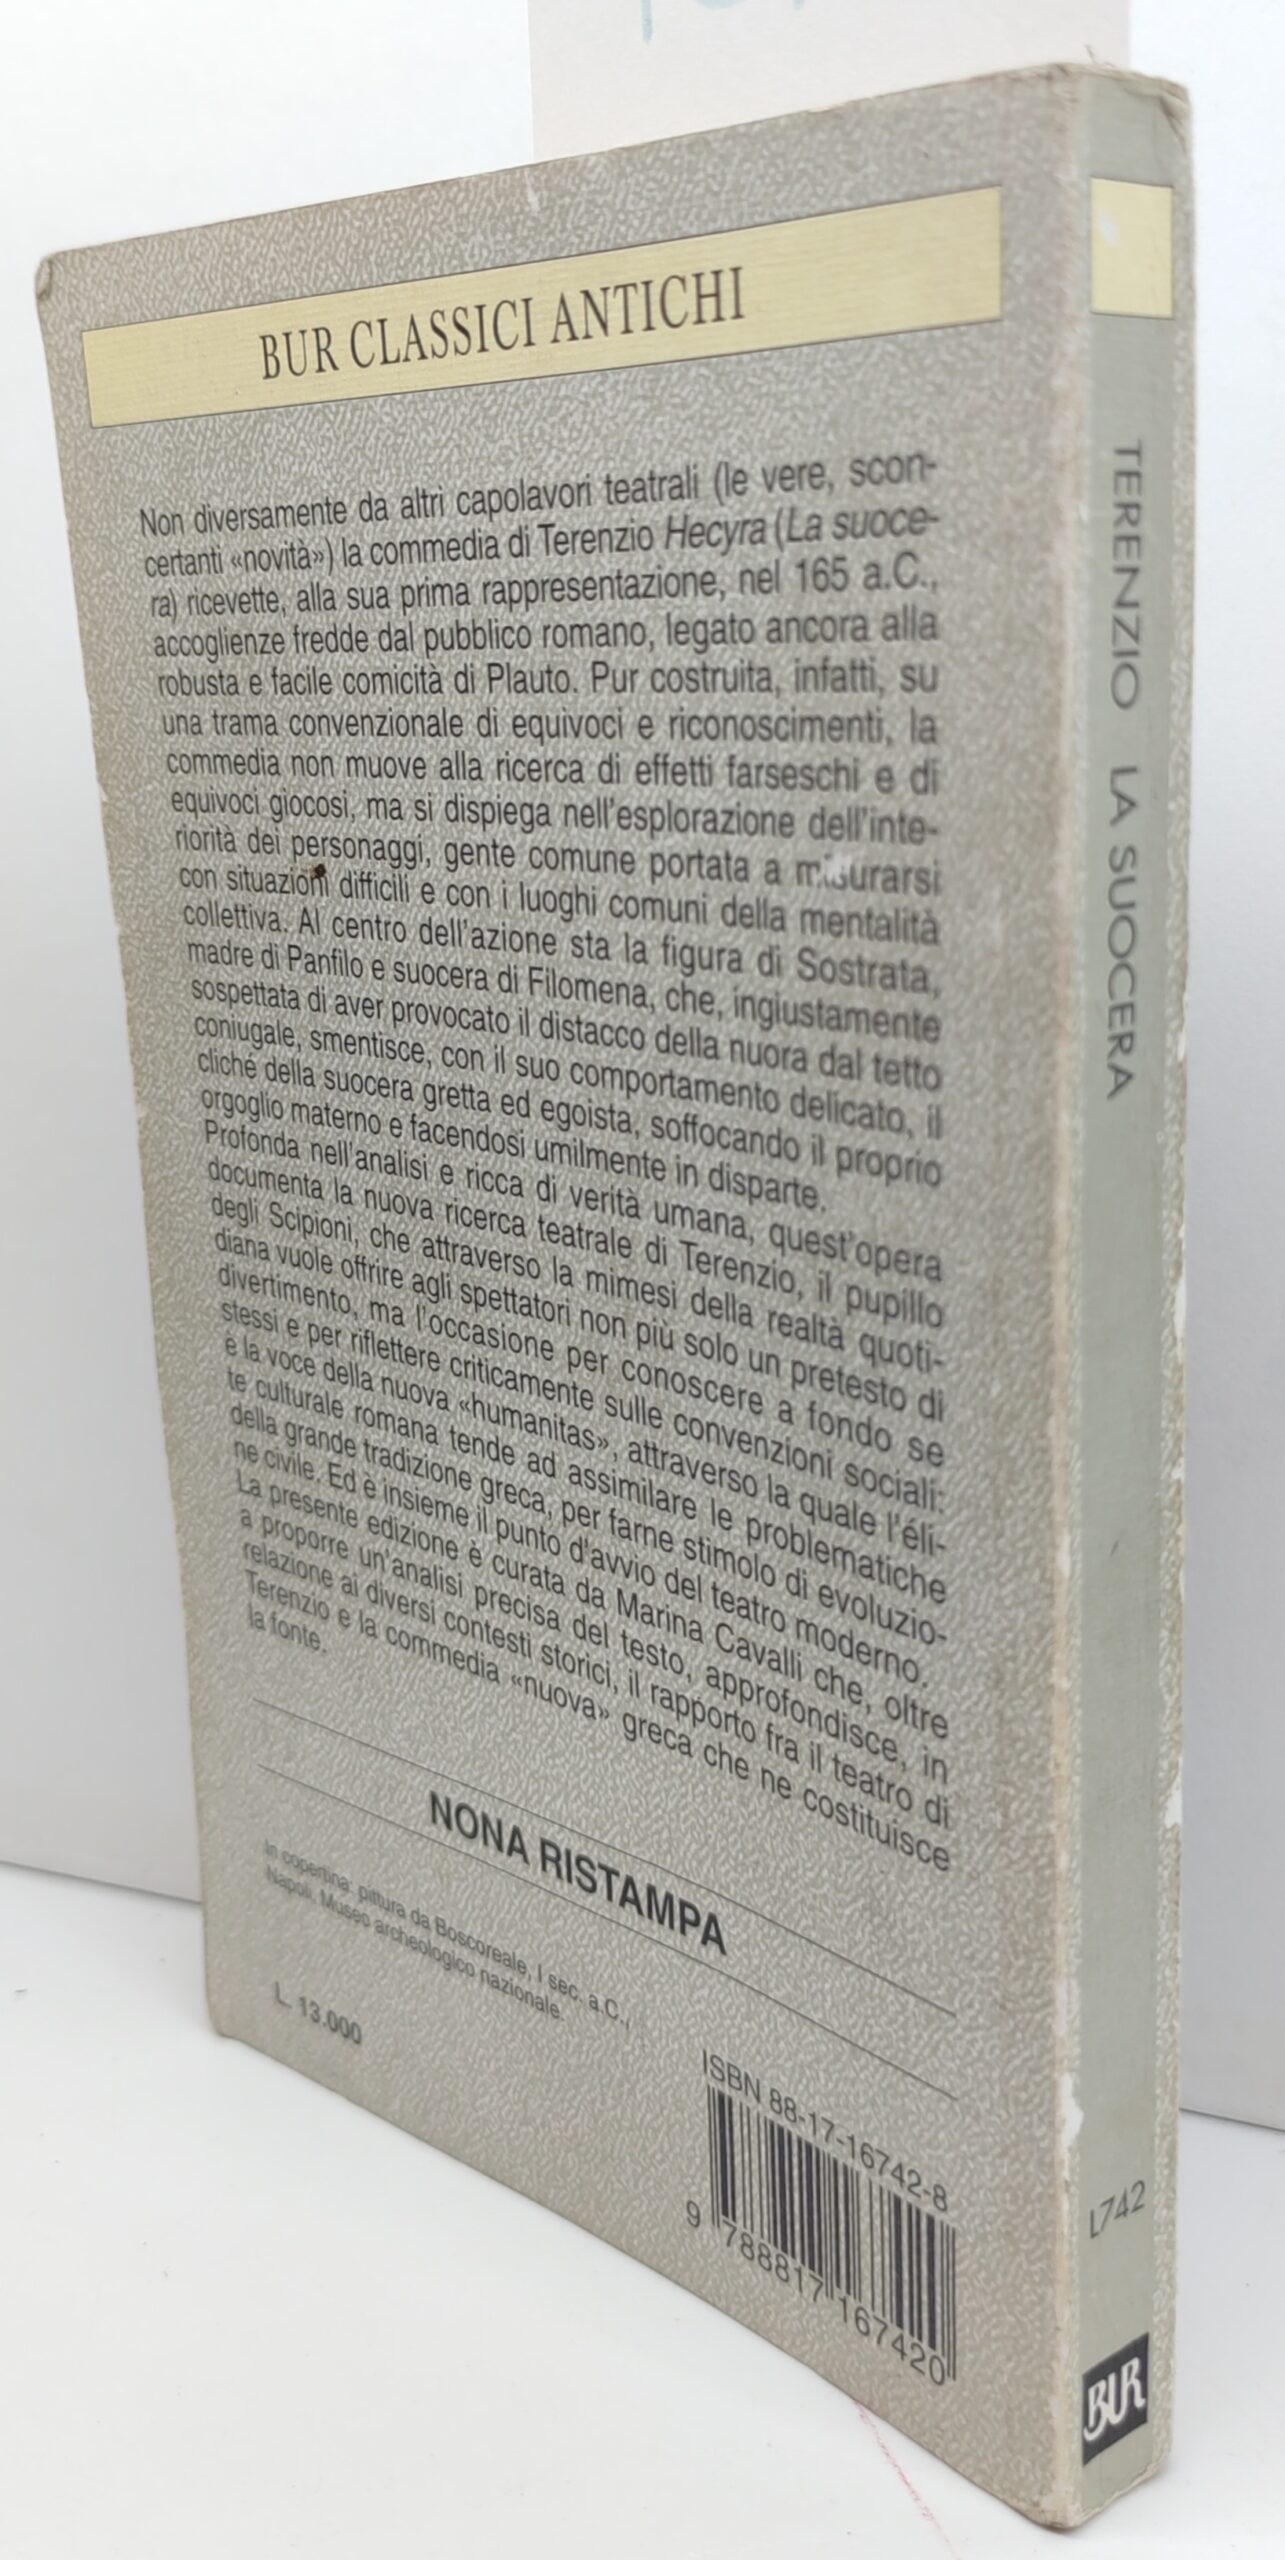 BUR CLASSICI ANTICHI
Non diversamente da altri capolavori teatrali (le vere, scon-
certanti «novità») la commedia di Terenzio Hecyra (La suoce-
ra) ricevette, alla sua prima rappresentazione, nel 165 a.C.,
accoglienze fredde dal pubblico romano, legato ancora alla
robusta e facile comicità di Plauto. Pur costruita, infatti, su
una trama convenzionale di equivoci e riconoscimenti, la
commedia non muove alla ricerca di effetti farseschi e di
equivoci giocosi, ma si dispiega nell'esplorazione dell'inte-
riorità dei personaggi, gente comune portata a misurarsi
con situazioni difficili e con i luoghi comuni della mentalità
collettiva. Al centro dell'azione sta la figura di Sostrata,
madre di Panfilo e suocera di Filomena, che, ingiustamente
sospettata di aver provocato il distacco della nuora dal tetto
coniugale, smentisce, con il suo comportamento delicato, il
cliché della suocera gretta ed egoista, soffocando il proprio
orgoglio materno e facendosi umilmente in disparte.
Profonda nell'analisi e ricca di verità umana, quest'opera
documenta la nuova ricerca teatrale di Terenzio, il pupillo
degli Scipioni, che attraverso la mimesi della realtà quoti-
diana vuole offrire agli spettatori non più solo un pretesto di
divertimento, ma l'occasione per conoscere a fondo se
stessi e per riflettere criticamente sulle convenzioni sociali:
è la voce della nuova «humanitas», attraverso la quale l'éli-
te culturale romana tende ad assimilare le problematiche
della grande tradizione greca, per farne stimolo di evoluzio-
ne civile. Ed è insieme il punto d'avvio del teatro moderno.
La presente edizione è curata da Marina Cavalli che, oltre
a proporre un'analisi precisa del testo, approfondisce, in
relazione ai diversi contesti storici, il rapporto fra il teatro di
Terenzio e la commedia «nuova» greca che ne costituisce
la fonte.
NONA RISTAMPA
In copertina: pittura da Boscoreale, I sec. a.C.,
Napoli, Museo archeologico nazionale.
L. 13.000
ISBN 88-17-16742-8
9 788817 167420
TERENZIO LA SUOCERA
L742
BUR